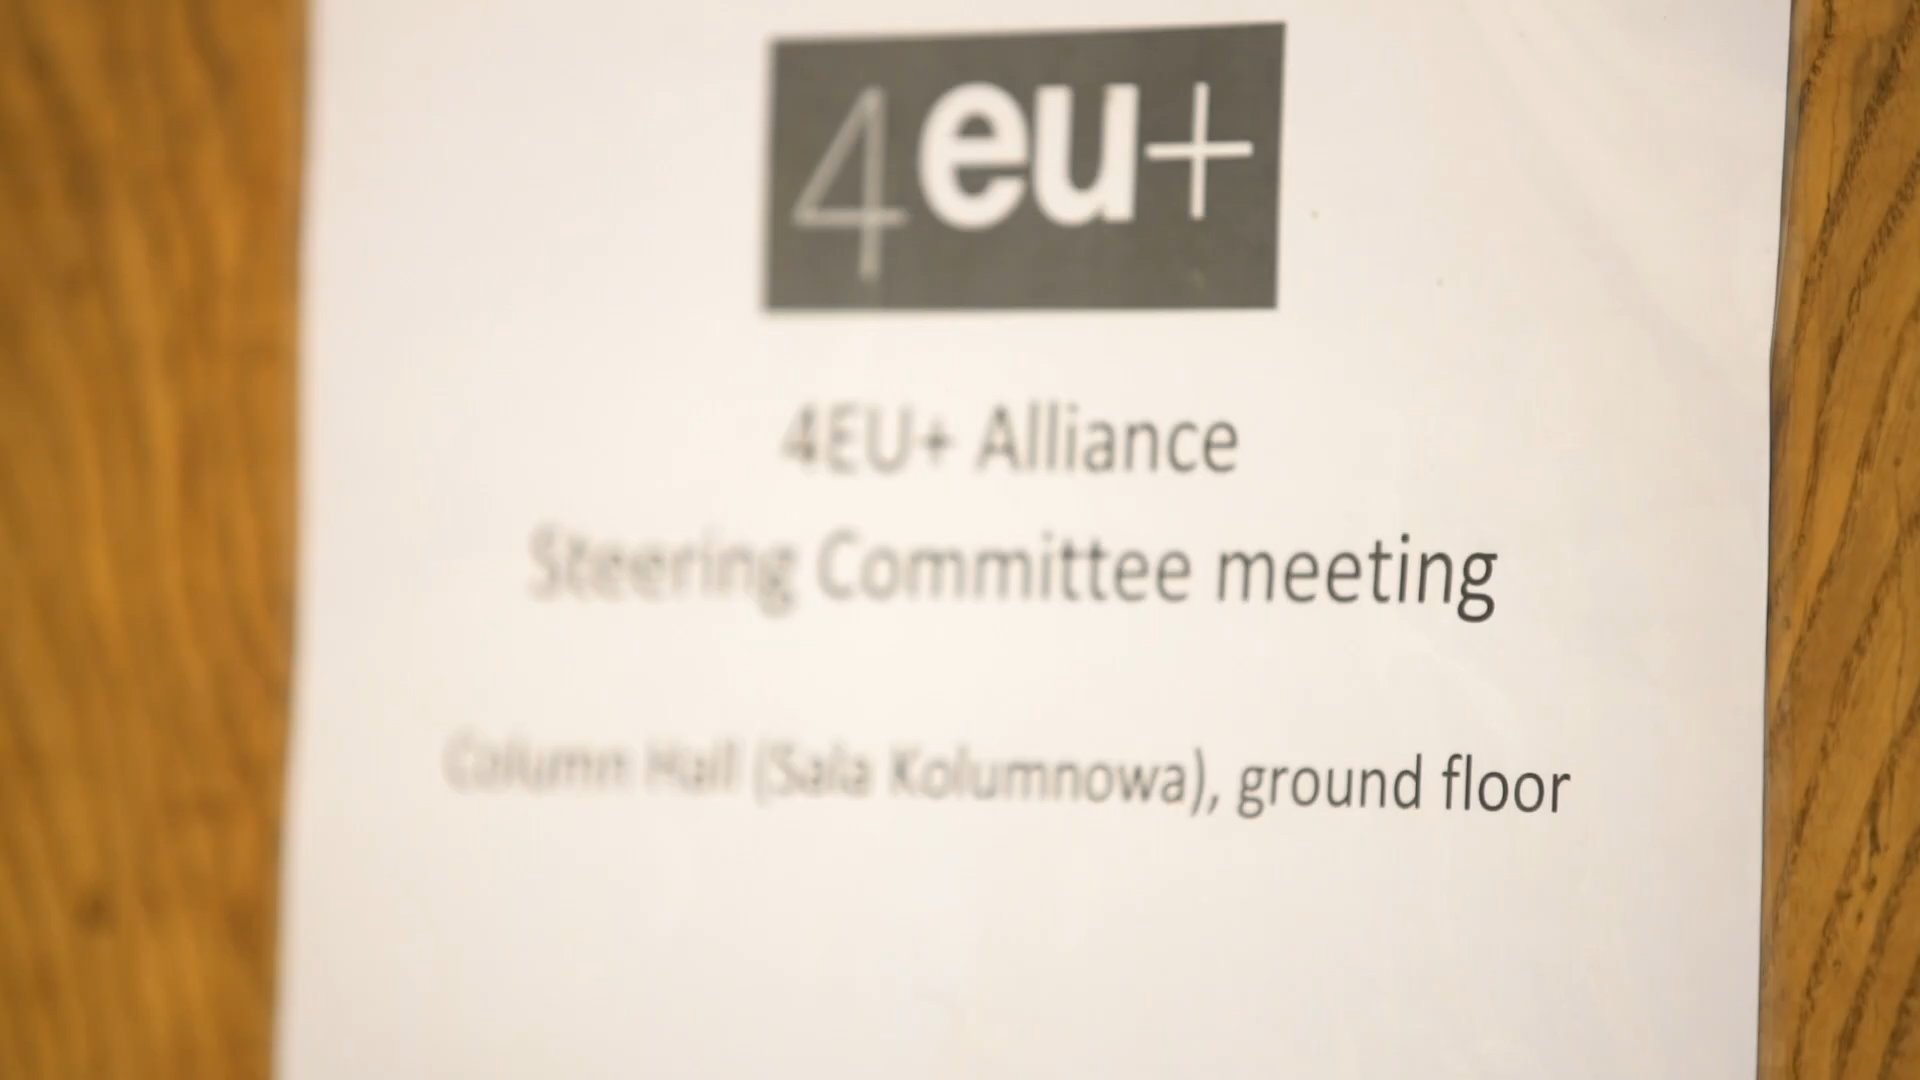 4eu+
4EU+ Alliance
Steering Committee meeting
Column Hall (Sala Kolumnowa), ground floor